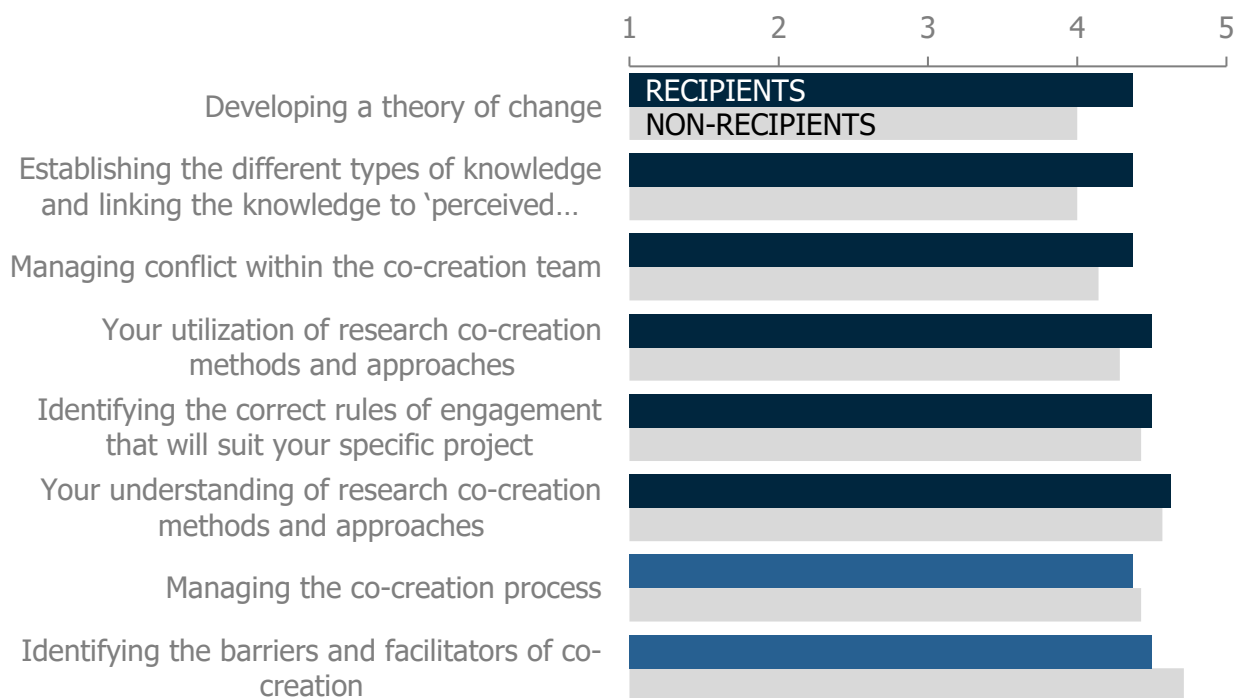 1 2 3 4 5
RECIPIENTS
Developing a theory of change
NON-RECIPIENTS
Establishing the different types of knowledge
and linking the knowledge to ‘perceived…
Managing conflict within the co-creation team
Your utilization of research co-creation
methods and approaches
Identifying the correct rules of engagement
that will suit your specific project
Your understanding of research co-creation
methods and approaches
Managing the co-creation process
Identifying the barriers and facilitators of co-
creation